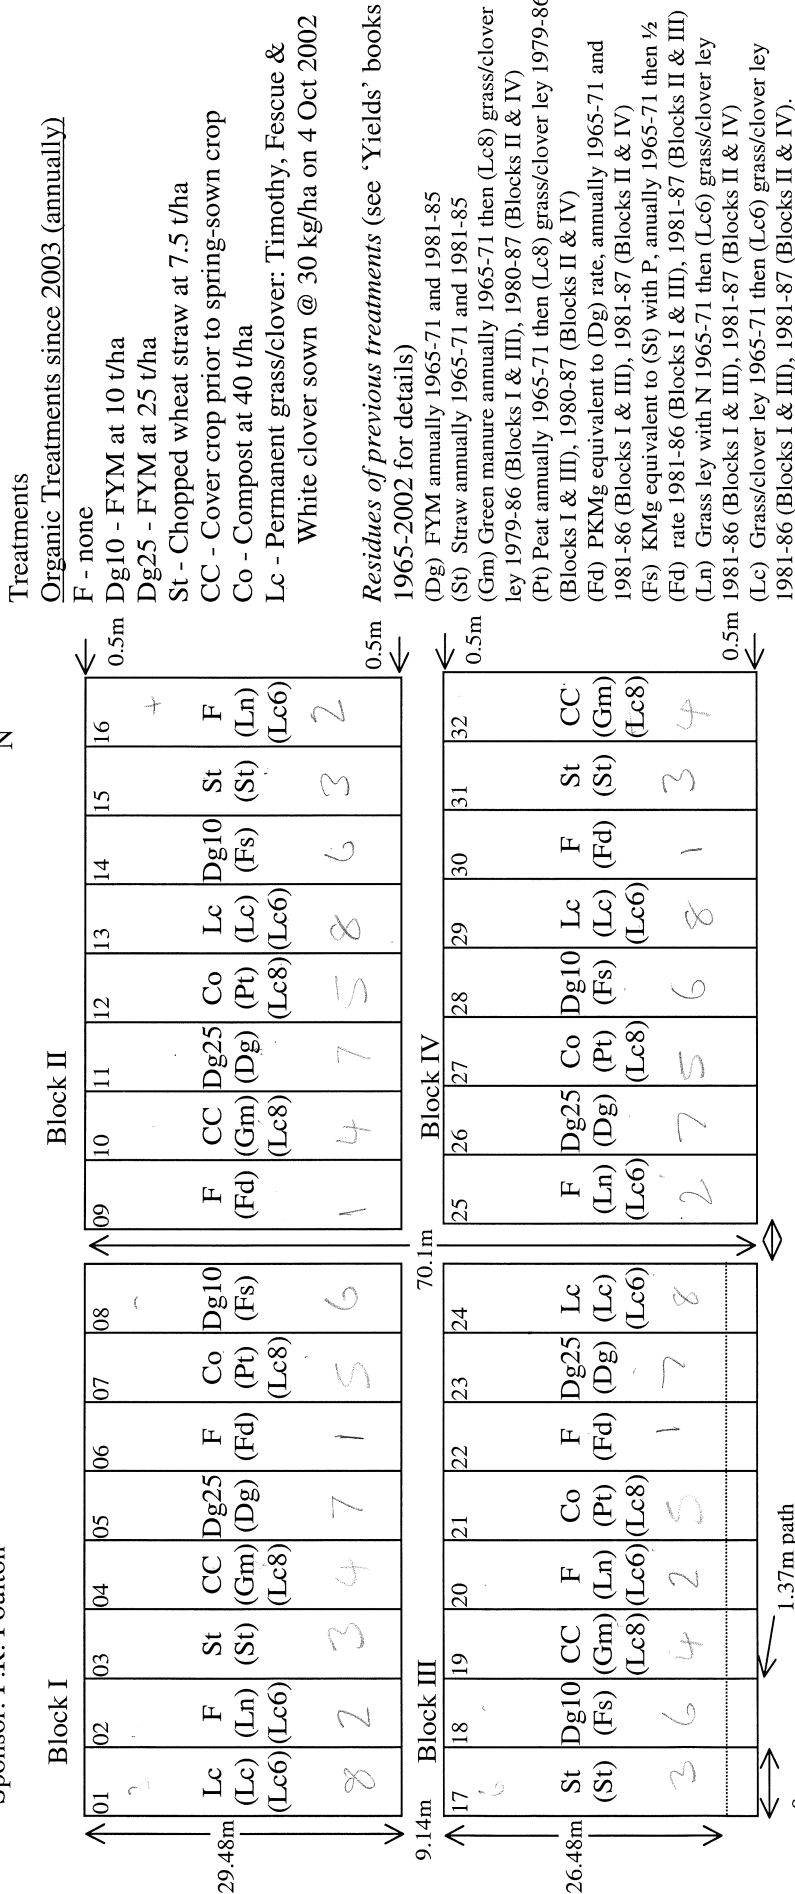 N
Sponsor: P.R. Poulton
Block I
01 02 03 04 05 06 07 08
Lc F St CC Dg25 F Co Dg10
(Lc) (Ln) (St) (Gm) (Dg) (Fd) (Pt) (Fs)
(Lc6) (Lc6) (Lc8) (Lc8)
8 2 3 4 7 1 5 6
29.48m
Block II
09 10 11 12 13 14 15 16
F CC Dg25 Co Lc Dg10 St F
(Fd) (Gm) (Dg) (Pt) (Lc) (Fs) (St) (Ln)
(Lc8) (Lc8) (Lc6) (Lc6)
1 4 7 5 8 6 3 2
0.5m
0.5m
9.14m
70.1m
Block III
17 18 19 20 21 22 23 24
St Dg10 CC F Co F Dg25 Lc
(St) (Fs) (Gm) (Ln) (Pt) (Fd) (Dg) (Lc)
(Lc8) (Lc6) (Lc8) (Lc6)
3 6 4 2 5 1 7 8
6
26.48m
1.37m path
Block IV
25 26 27 28 29 30 31 32
F Dg25 Co Dg10 Lc F St CC
(Ln) (Dg) (Pt) (Fs) (Lc) (Fd) (St) (Gm)
(Lc6) (Lc8) (Lc6) (Lc8)
2 7 5 6 8 1 3 4
0.5m
0.5m
Treatments
Organic Treatments since 2003 (annually)
F - none
Dg10 - FYM at 10 t/ha
Dg25 - FYM at 25 t/ha
St - Chopped wheat straw at 7.5 t/ha
CC - Cover crop prior to spring-sown crop
Co - Compost at 40 t/ha
Lc - Permanent grass/clover: Timothy, Fescue &
White clover sown @ 30 kg/ha on 4 Oct 2002
Residues of previous treatments (see ‘Yields’ books
1965-2002 for details)
(Dg) FYM annually 1965-71 and 1981-85
(St) Straw annually 1965-71 and 1981-85
(Gm) Green manure annually 1965-71 then (Lc8) grass/clover
ley 1979-86 (Blocks I & III), 1980-87 (Blocks II & IV)
(Pt) Peat annually 1965-71 then (Lc8) grass/clover ley 1979-86
(Blocks I & III), 1980-87 (Blocks II & IV)
(Fd) PKMg equivalent to (Dg) rate, annually 1965-71 and
1981-86 (Blocks I & III), 1981-87 (Blocks II & IV)
(Fs) KMg equivalent to (St) with P, anually 1965-71 then ½
(Fd) rate 1981-86 (Blocks I & III), 1981-87 (Blocks II & III)
(Ln) Grass ley with N 1965-71 then (Lc6) grass/clover ley
1981-86 (Blocks I & III), 1981-87 (Blocks II & IV)
(Lc) Grass/clover ley 1965-71 then (Lc6) grass/clover ley
1981-86 (Blocks I & III), 1981-87 (Blocks II & IV).